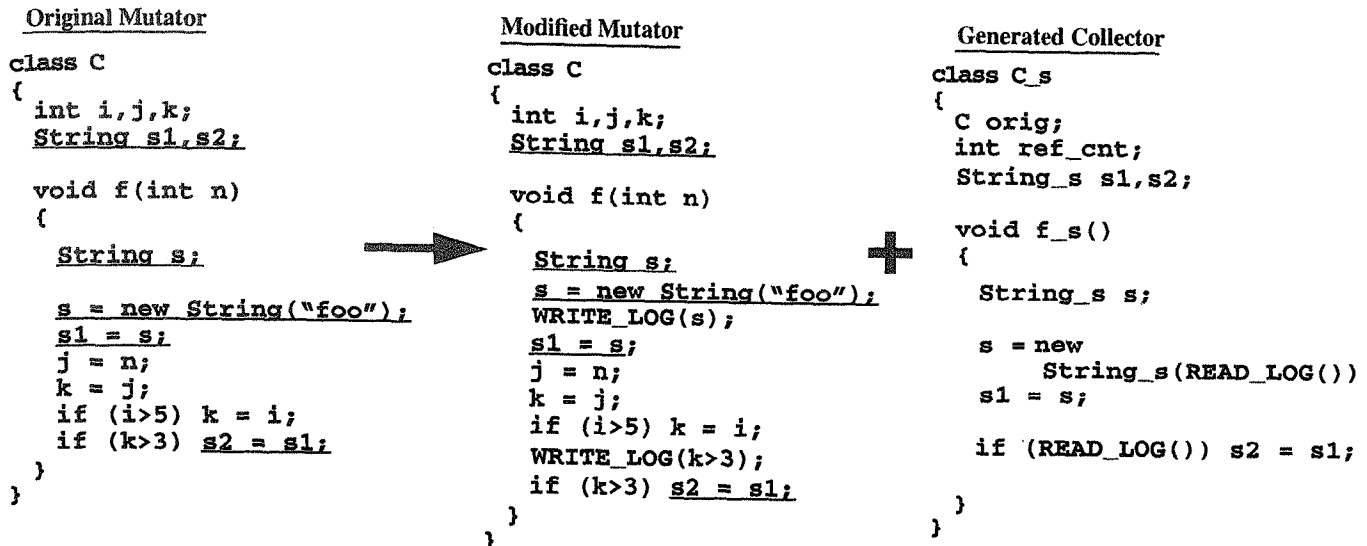 Original Mutator
class C
{
int i,j,k;
String s1,s2;
void f(int n)
{
String s;
s = new String("foo");
s1 = s;
j = n;
k = j;
if (i>5) k = i;
if (k>3) s2 = s1;
}
}
Modified Mutator
class C
{
int i,j,k;
String s1,s2;
void f(int n)
{
String s;
s = new String("foo");
WRITE_LOG(s);
s1 = s;
j = n;
k = j;
if (i>5) k = i;
WRITE_LOG(k>3);
if (k>3) s2 = s1;
}
}
Generated Collector
class C_s
{
C orig;
int ref_cnt;
String_s s1,s2;
void f_s()
{
String_s s;
s = new
String_s(READ_LOG())
s1 = s;
if (READ_LOG()) s2 = s1;
}
}